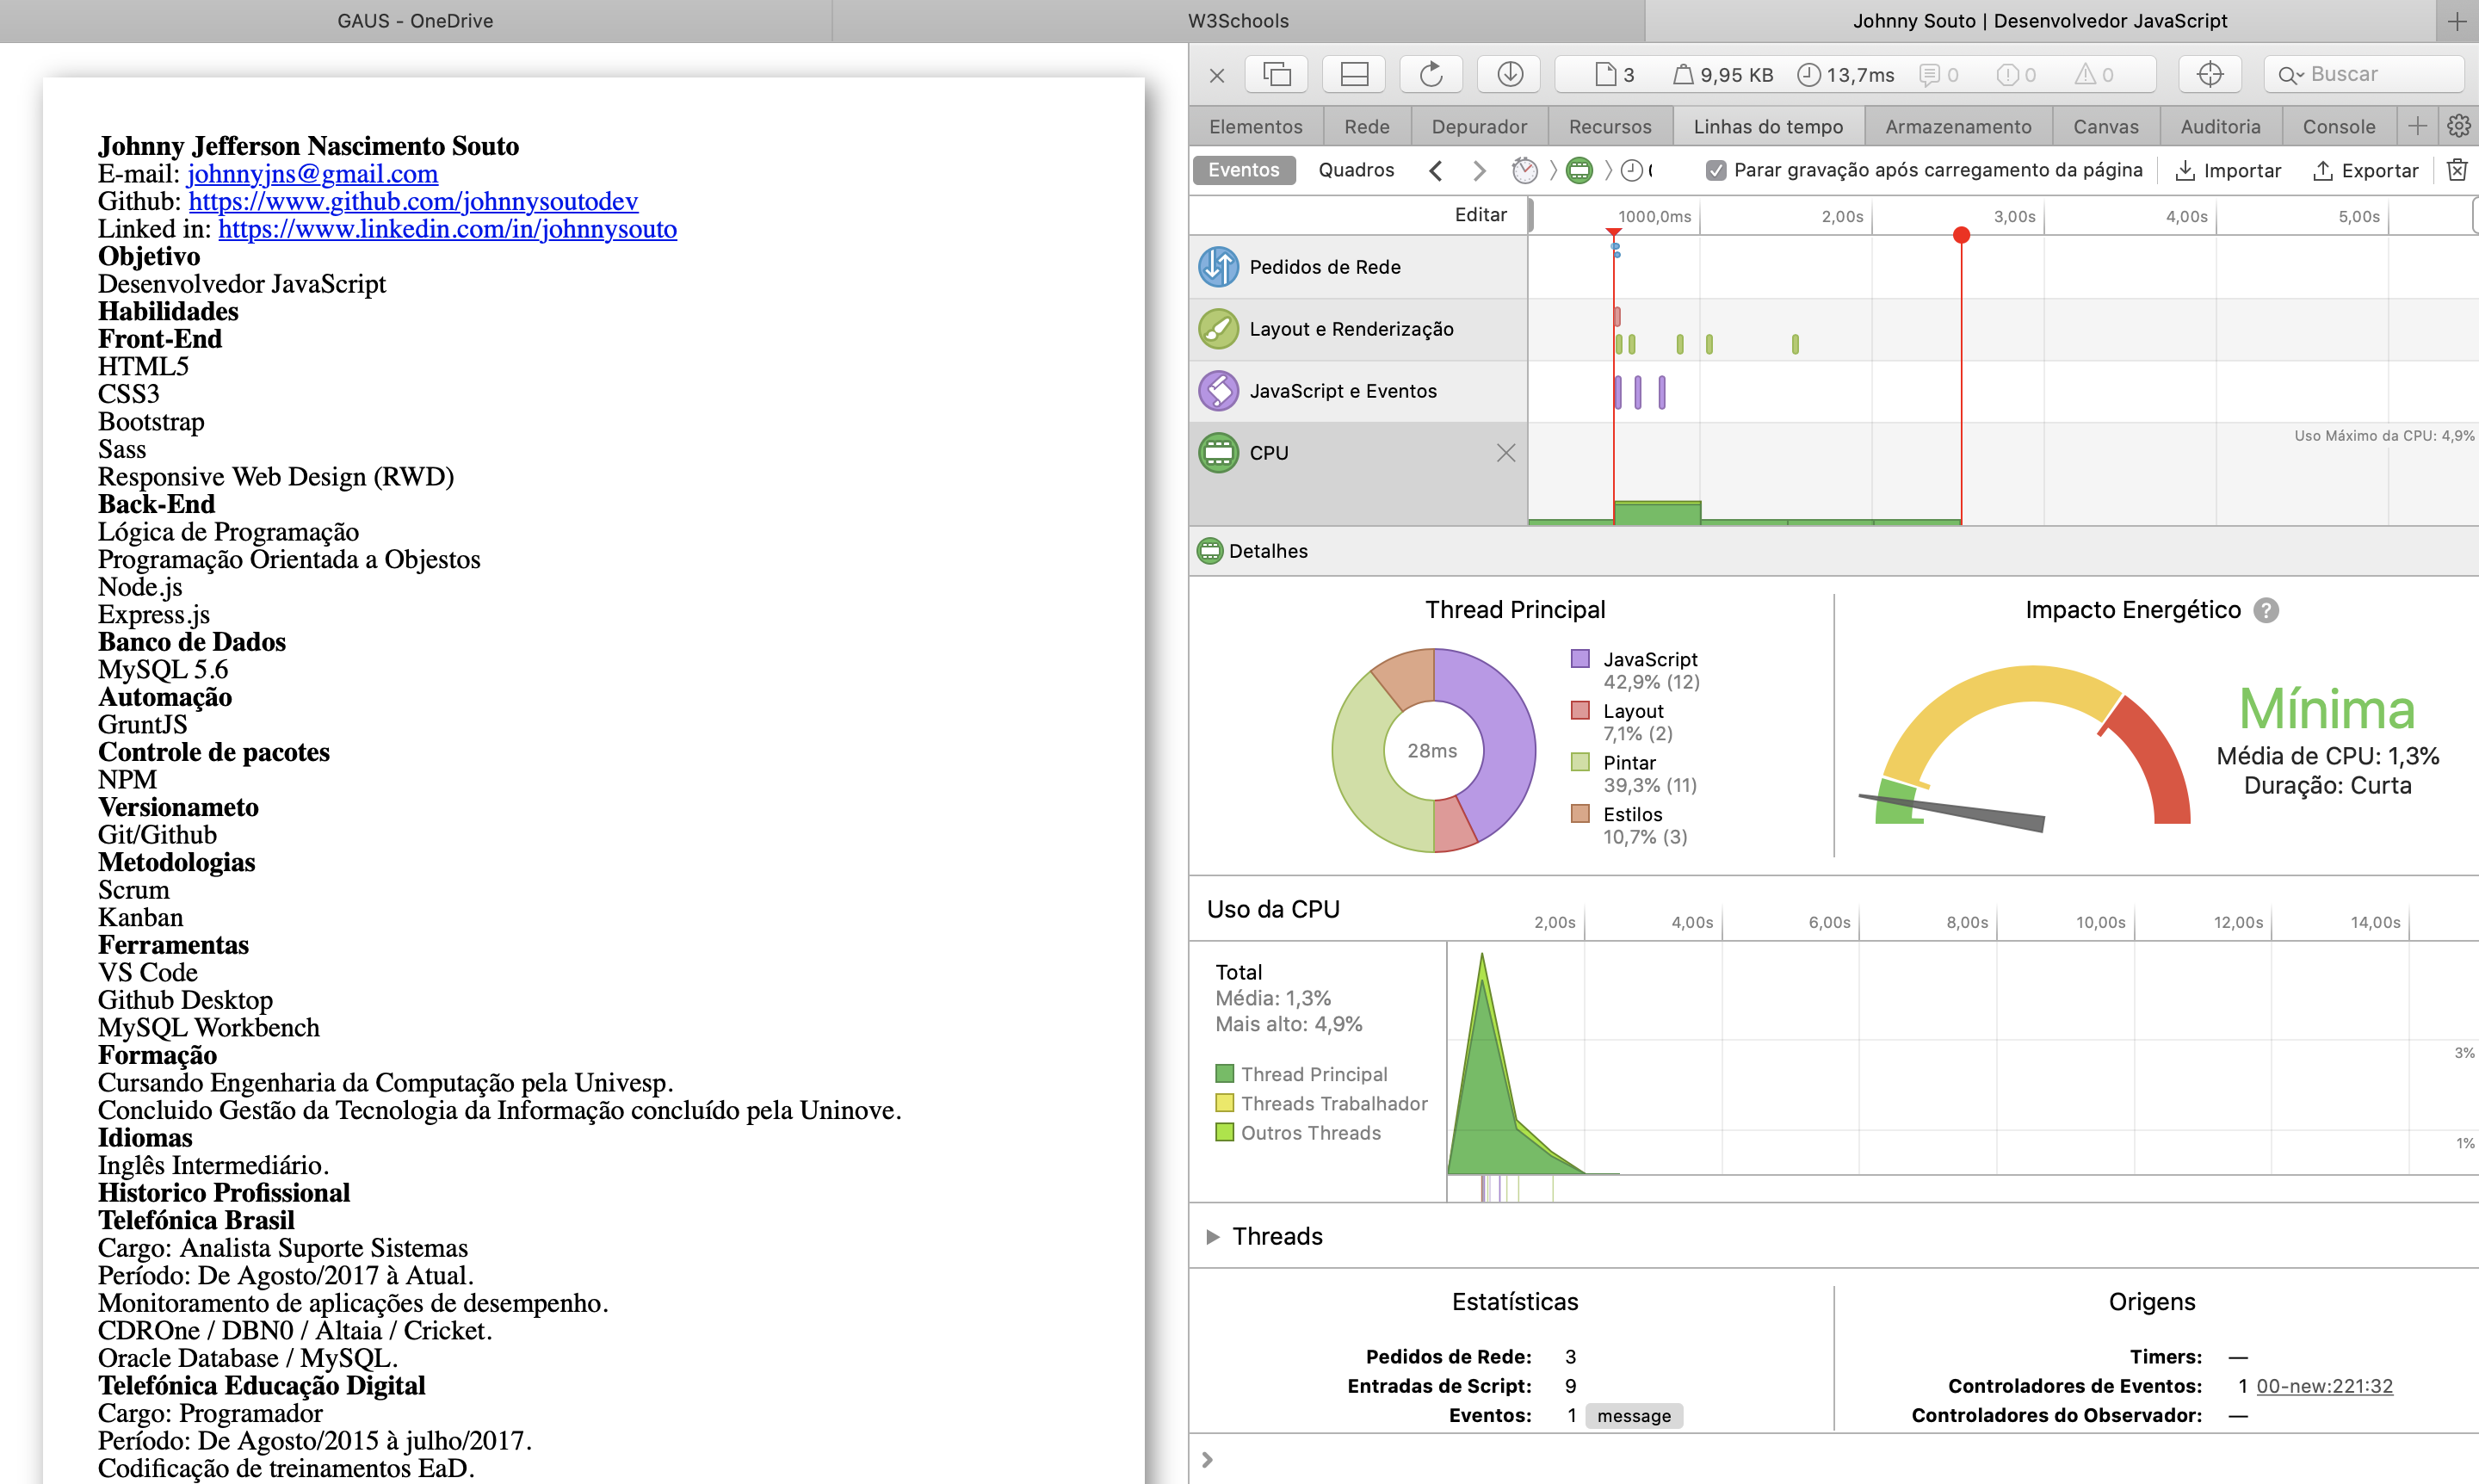 GAUS - OneDrive
W3Schools
Johnny Souto | Desenvolvedor JavaScript
Johnny Jefferson Nascimento Souto
E-mail: johnnyjns@gmail.com
Github: https://www.github.com/johnnysoutodev
Linked in: https://www.linkedin.com/in/johnnysouto
Objetivo
Desenvolvedor JavaScript
Habilidades
Front-End
HTML5
CSS3
Bootstrap
Sass
Responsive Web Design (RWD)
Back-End
Lógica de Programação
Programação Orientada a Objestos
Node.js
Express.js
Banco de Dados
MySQL 5.6
Automação
GruntJS
Controle de pacotes
NPM
Versionameto
Git/Github
Metodologias
Scrum
Kanban
Ferramentas
VS Code
Github Desktop
MySQL Workbench
Formação
Cursando Engenharia da Computação pela Univesp.
Concluido Gestão da Tecnologia da Informação concluído pela Uninove.
Idiomas
Inglês Intermediário.
Historico Profissional
Telefónica Brasil
Cargo: Analista Suporte Sistemas
Período: De Agosto/2017 à Atual.
Monitoramento de aplicações de desempenho.
CDROne / DBN0 / Altaia / Cricket.
Oracle Database / MySQL.
Telefónica Educação Digital
Cargo: Programador
Período: De Agosto/2015 à julho/2017.
Codificação de treinamentos EaD.
3 9,95 KB 13,7ms 0 0 0 Buscar
Elementos Rede Depurador Recursos Linhas do tempo Armazenamento Canvas Auditoria Console
Eventos Quadros Parar gravação após carregamento da página Importar Exportar
Editar 1000,0ms 2,00s 3,00s 4,00s 5,00s
Pedidos de Rede
Layout e Renderização
JavaScript e Eventos
CPU
Uso Máximo da CPU: 4,9%
Detalhes
Thread Principal
28ms
JavaScript
42,9% (12)
Layout
7,1% (2)
Pintar
39,3% (11)
Estilos
10,7% (3)
Impacto Energético ?
Mínima
Média de CPU: 1,3%
Duração: Curta
Uso da CPU
2,00s 4,00s 6,00s 8,00s 10,00s 12,00s 14,00s
Total
Média: 1,3%
Mais alto: 4,9%
Thread Principal
Threads Trabalhador
Outros Threads
3%
1%
Threads
Estatísticas
Pedidos de Rede: 3
Entradas de Script: 9
Eventos: 1 message
Origens
Timers: —
Controladores de Eventos: 1 00-new:221:32
Controladores do Observador: —